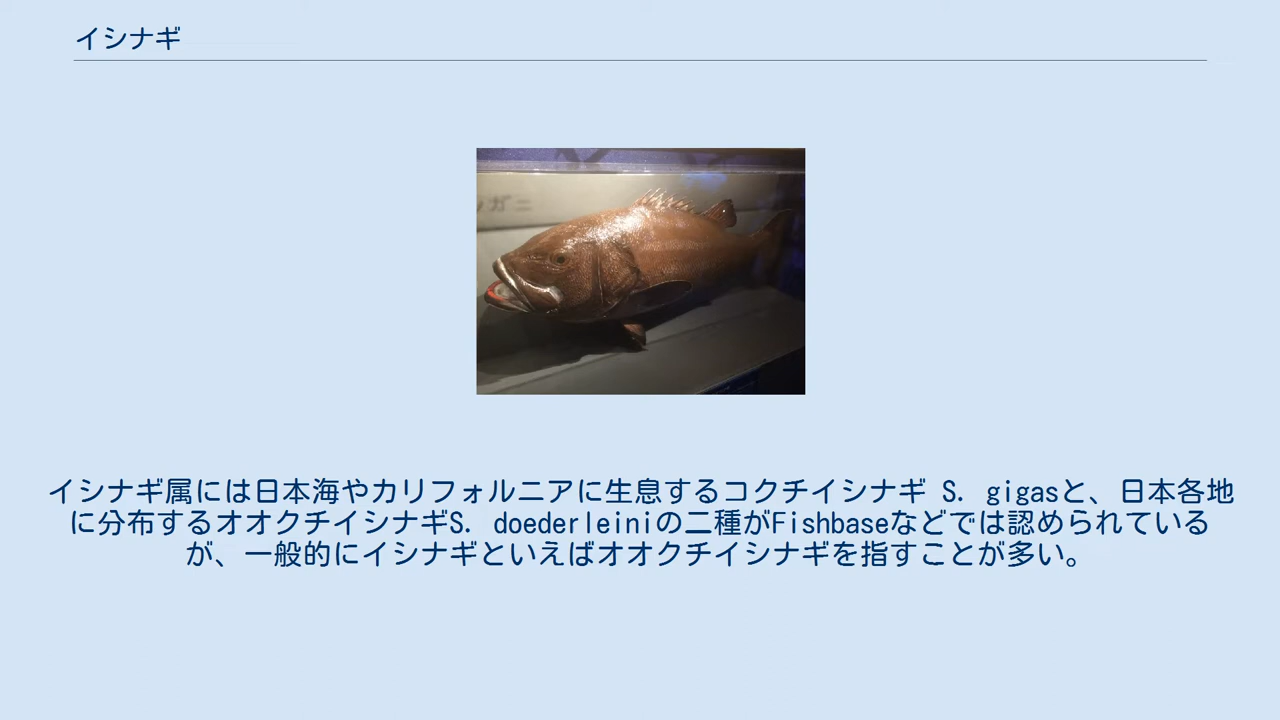 イシナギ
ガニ
イシナギ属には日本海やカリフォルニアに生息するコクチイシナギ S. gigasと、日本各地
に分布するオオクチイシナギS. doederleiniの二種がFishbaseなどでは認められている
が、一般的にイシナギといえばオオクチイシナギを指すことが多い。